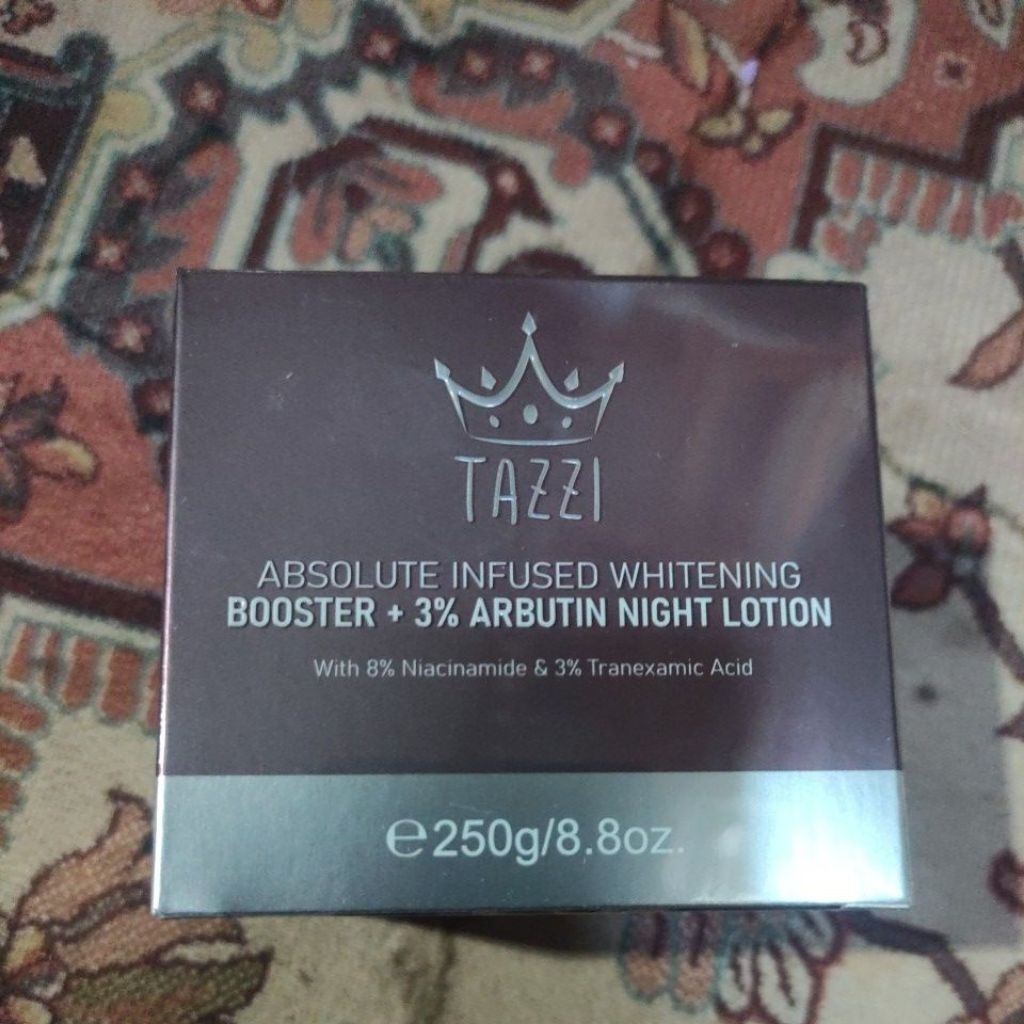 TAZZI
ABSOLUTE INFUSED WHITENING
BOOSTER + 3% ARBUTIN NIGHT LOTION
With 8% Niacinamide & 3% Tranexamic Acid
℮250g/8.8oz.